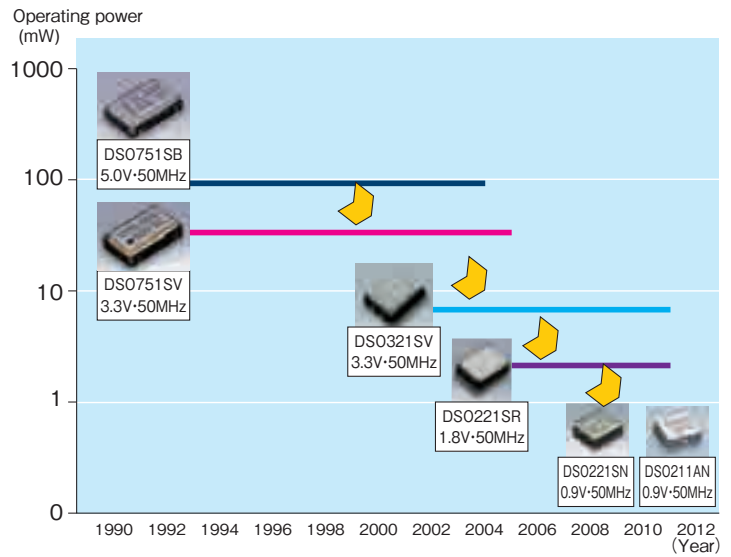 Operating power
(mW)
1000
100
10
1
0
DSO751SB
5.0V·50MHz
DSO751SV
3.3V·50MHz
DSO321SV
3.3V·50MHz
DSO221SR
1.8V·50MHz
DSO221SN
0.9V·50MHz
DSO211AN
0.9V·50MHz
1990 1992 1994 1996 1998 2000 2002 2004 2006 2008 2010 2012
(Year)